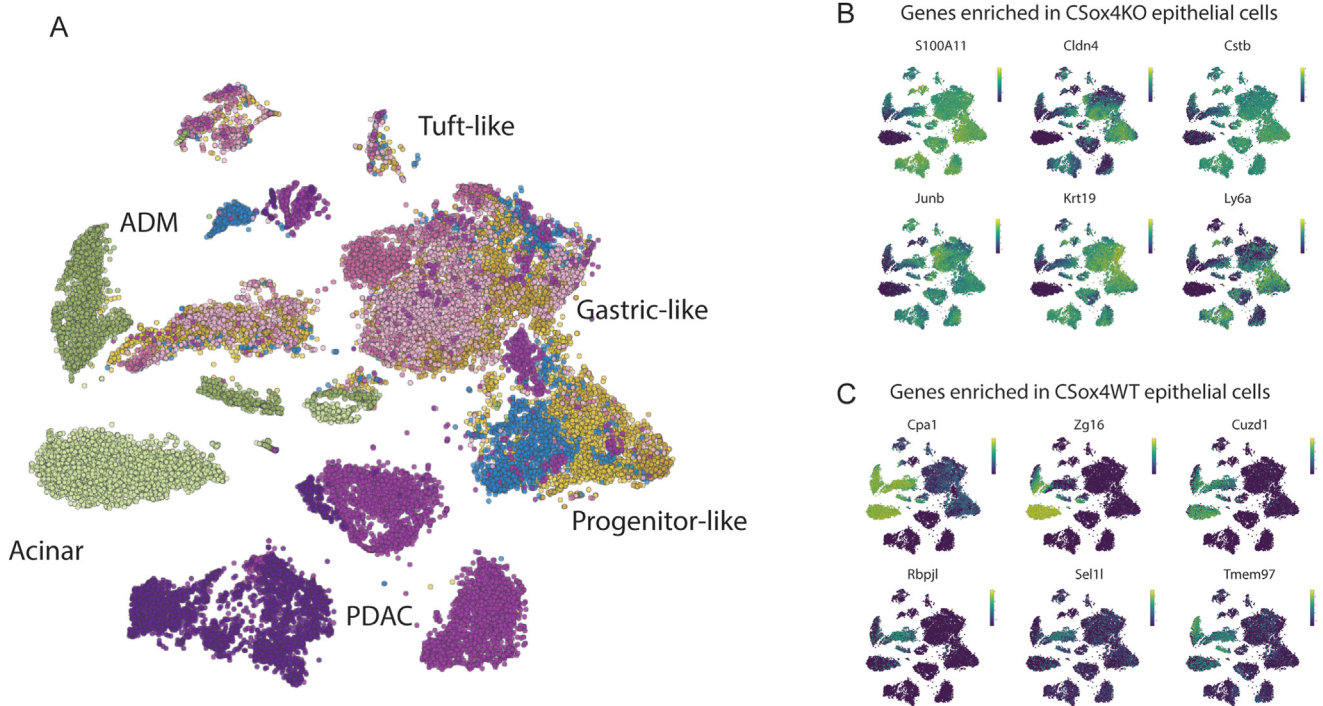 A
Tuft-like
ADM
Gastric-like
Progenitor-like
Acinar
PDAC
B
Genes enriched in CSox4KO epithelial cells
S100A11 Cldn4 Cstb
Junb Krt19 Ly6a
C
Genes enriched in CSox4WT epithelial cells
Cpa1 Zg16 Cuzd1
Rbpjl Sel1l Tmem97